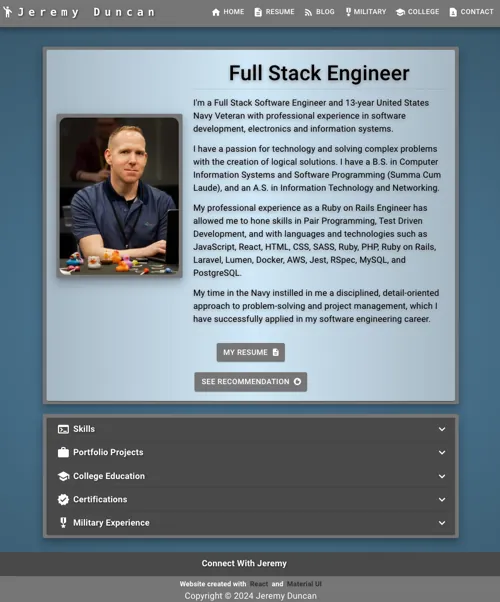 Jeremy Duncan
HOME RESUME BLOG MILITARY COLLEGE CONTACT
Full Stack Engineer
I'm a Full Stack Software Engineer and 13-year United States
Navy Veteran with professional experience in software
development, electronics and information systems.
I have a passion for technology and solving complex problems
with the creation of logical solutions. I have a B.S. in Computer
Information Systems and Software Programming (Summa Cum
Laude), and an A.S. in Information Technology and Networking.
My professional experience as a Ruby on Rails Engineer has
allowed me to hone skills in Pair Programming, Test Driven
Development, and with languages and technologies such as
JavaScript, React, HTML, CSS, SASS, Ruby, PHP, Ruby on Rails,
Laravel, Lumen, Docker, AWS, Jest, RSpec, MySQL, and
PostgreSQL.
My time in the Navy instilled in me a disciplined, detail-oriented
approach to problem-solving and project management, which I
have successfully applied in my software engineering career.
MY RESUME
SEE RECOMMENDATION
Skills
Portfolio Projects
College Education
Certifications
Military Experience
Connect With Jeremy
Website created with React and Material UI
Copyright © 2024 Jeremy Duncan